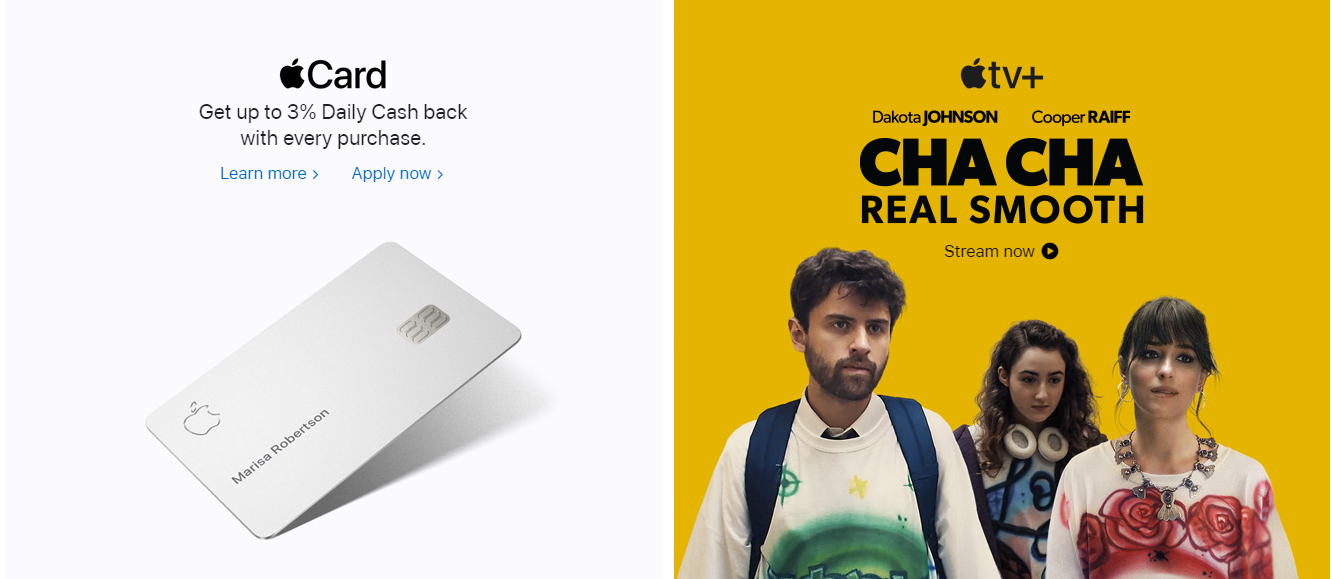 Card
Get up to 3% Daily Cash back
with every purchase.
Learn more >
Apply now >
Marisa Robertson
tv+
Dakota JOHNSON
Cooper RAIFF
CHA CHA
REAL SMOOTH
Stream now